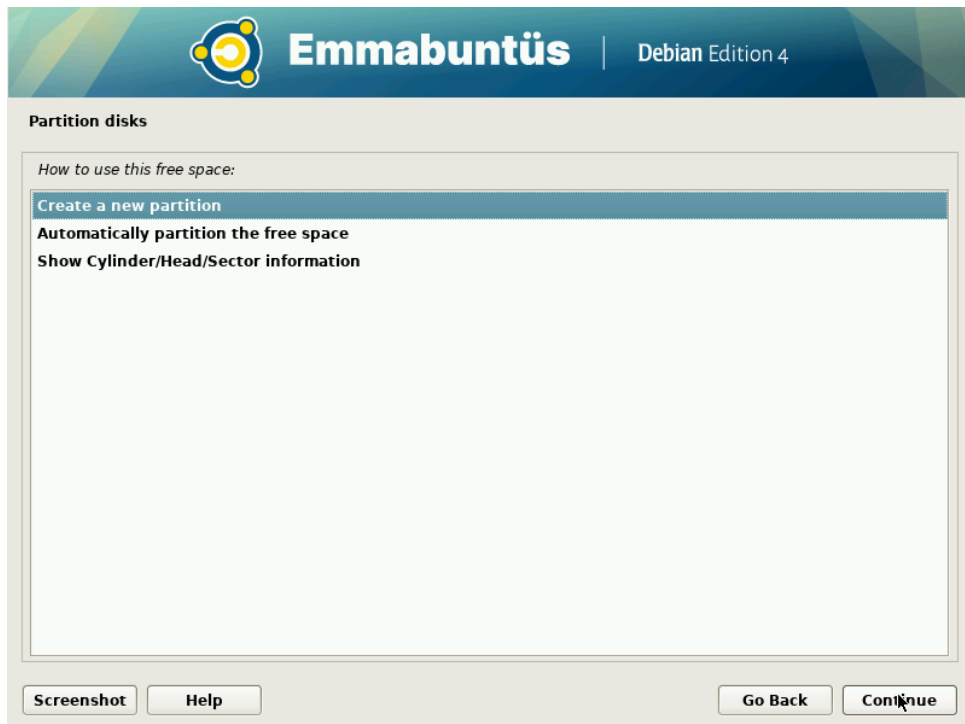 Emmabuntüs Debian Edition 4
Partition disks
How to use this free space:
Create a new partition
Automatically partition the free space
Show Cylinder/Head/Sector information
Screenshot Help Go Back Continue